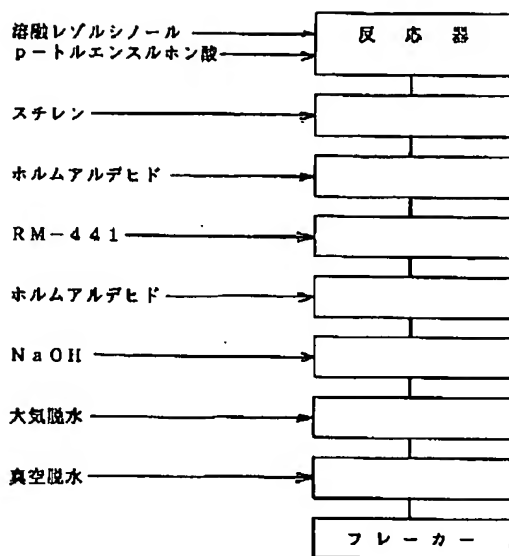 溶融レゾルシノール
p－トルエンスルホン酸
反応器
スチレン
ホルムアルデヒド
RM－441
ホルムアルデヒド
NaOH
大気脱水
真空脱水
フレーカー